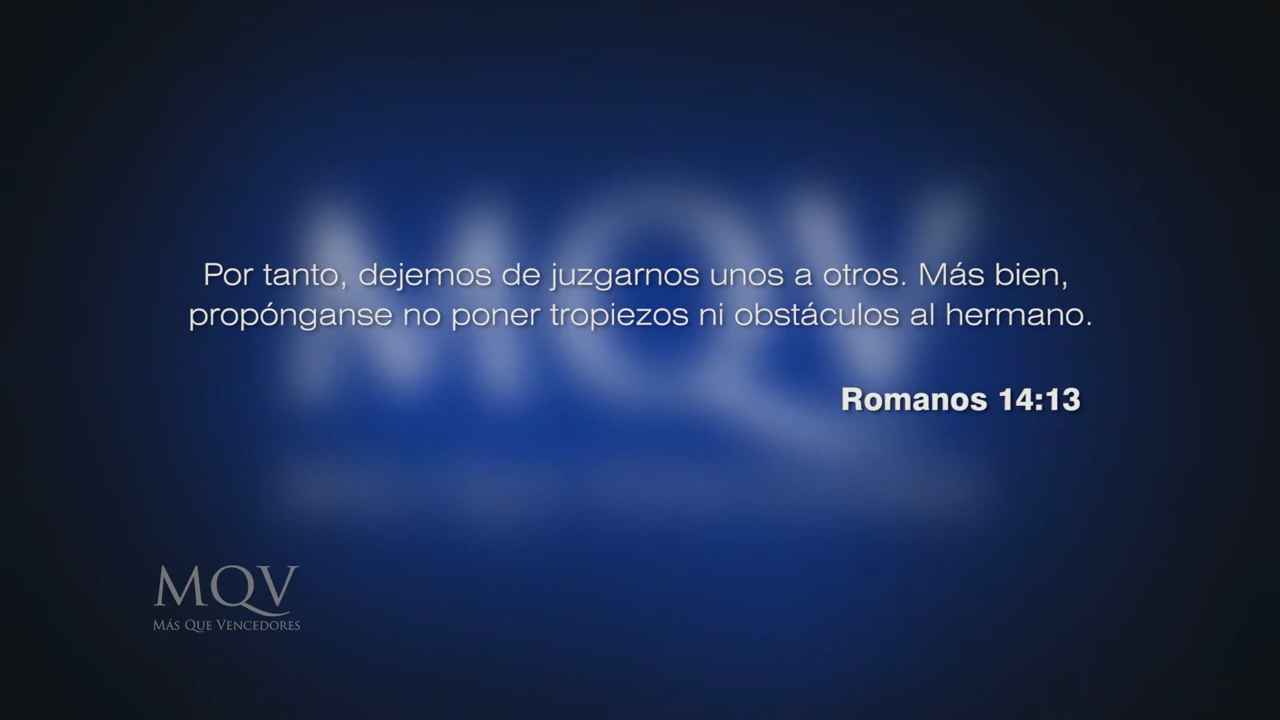 Por tanto, dejemos de juzgarnos unos a otros. Más bien,
propónganse no poner tropiezos ni obstáculos al hermano.
Romanos 14:13
MQV
MQV
Más Que Vencedores